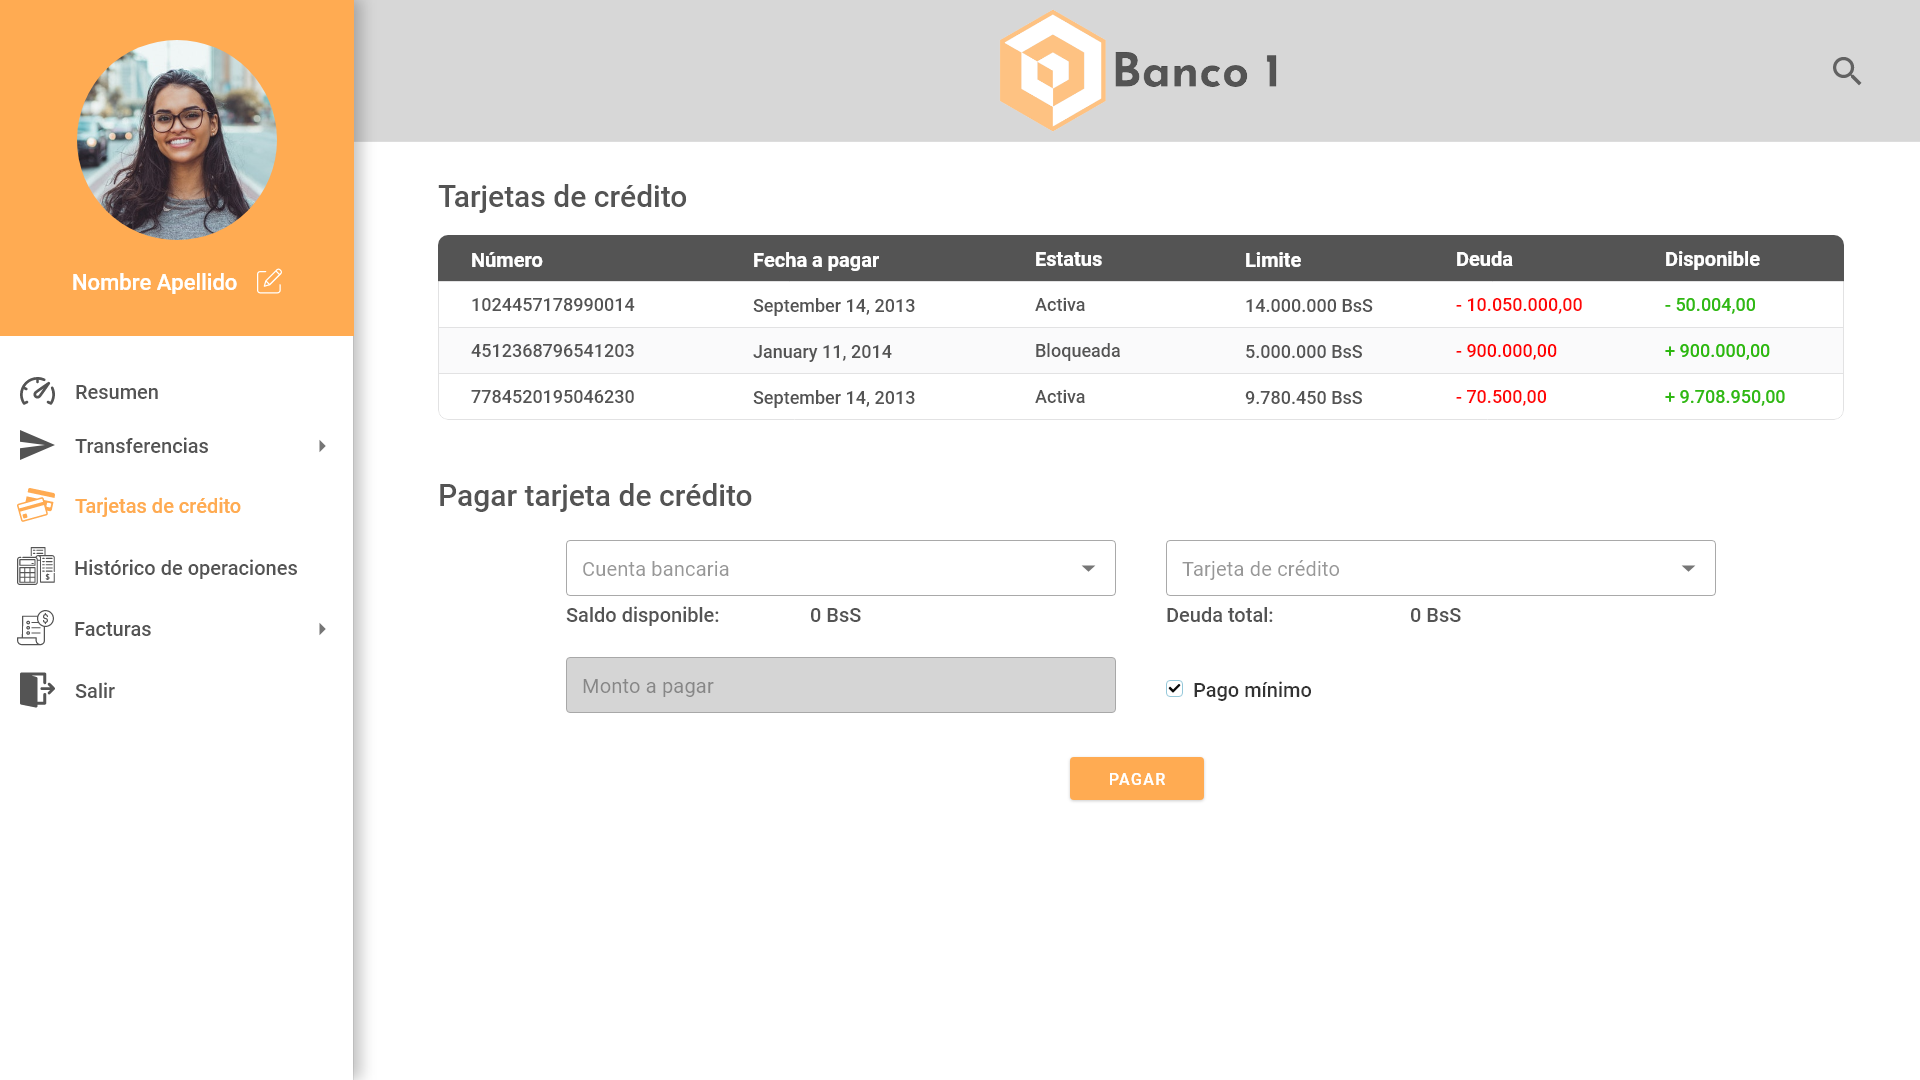 Banco 1
Nombre Apellido
Resumen
Transferencias
Tarjetas de crédito
Histórico de operaciones
Facturas
Salir
Tarjetas de crédito
Número Fecha a pagar Estatus Limite Deuda Disponible
1024457178990014 September 14, 2013 Activa 14.000.000 BsS - 10.050.000,00 - 50.004,00
4512368796541203 January 11, 2014 Bloqueada 5.000.000 BsS - 900.000,00 + 900.000,00
7784520195046230 September 14, 2013 Activa 9.780.450 BsS - 70.500,00 + 9.708.950,00
Pagar tarjeta de crédito
Cuenta bancaria Tarjeta de crédito
Saldo disponible: 0 BsS Deuda total: 0 BsS
Monto a pagar Pago mínimo
PAGAR